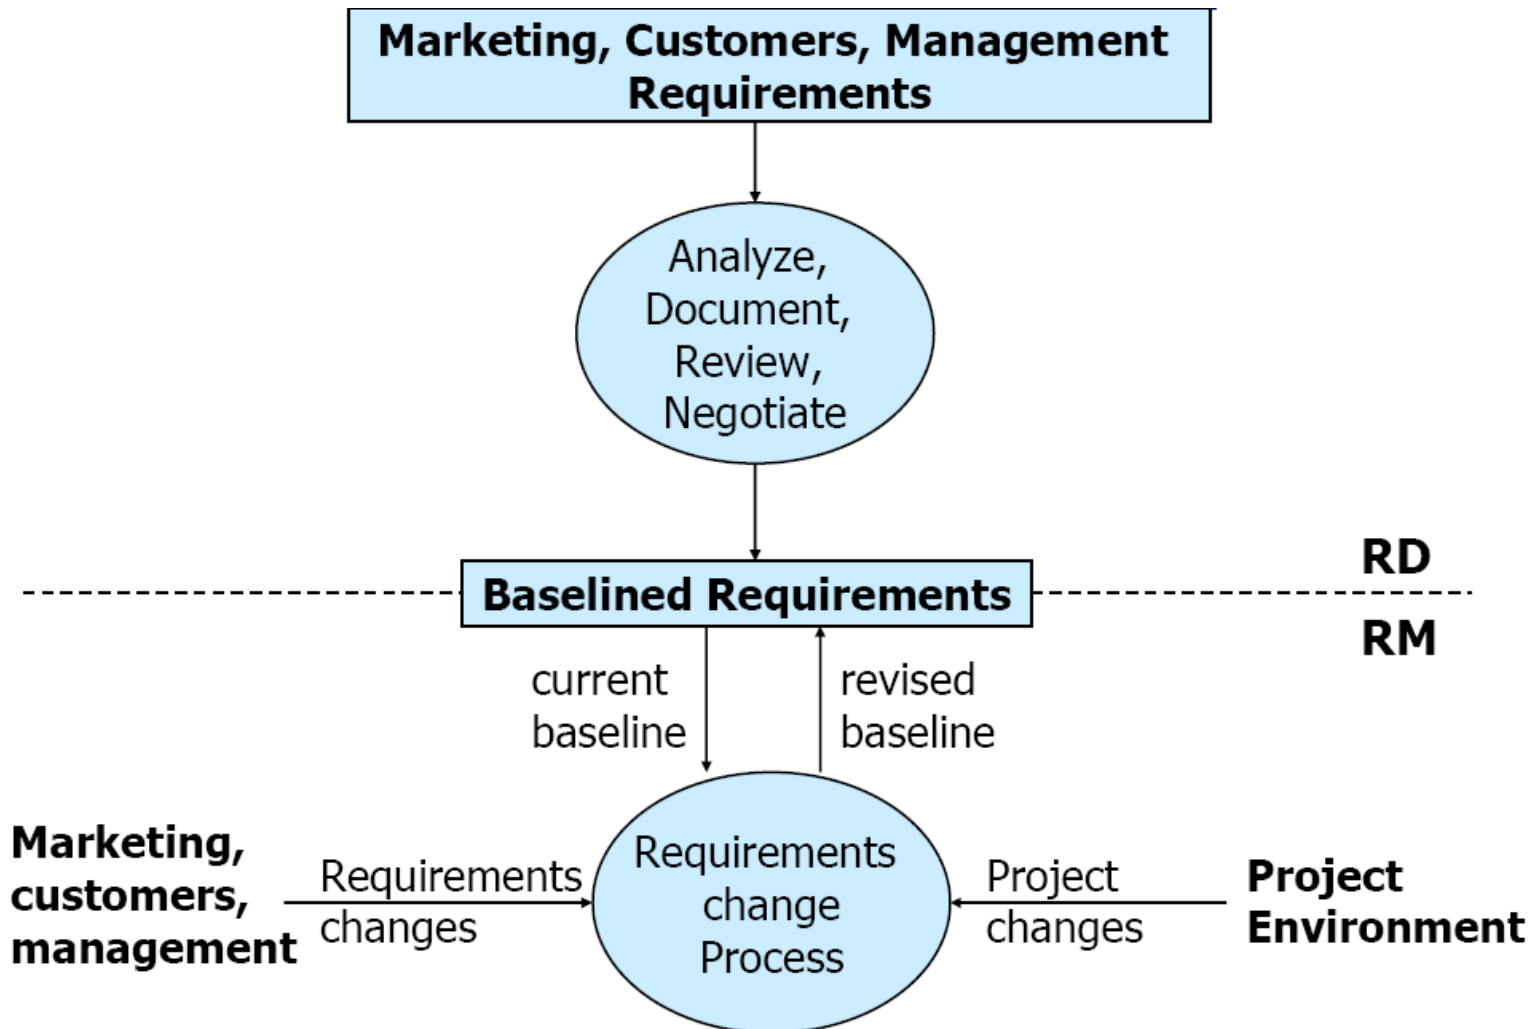 Marketing, Customers, Management
Requirements
Analyze,
Document,
Review,
Negotiate
RD
Baselined Requirements
RM
current
baseline
revised
baseline
Marketing,
customers,
management
Requirements
changes
Requirements
change
Process
Project
changes
Project
Environment